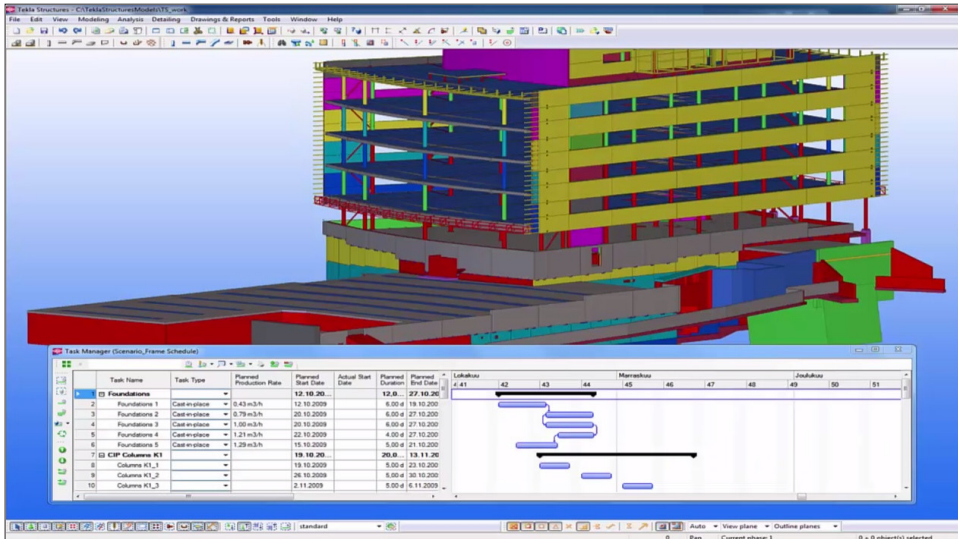 Tekla Structures - C:\TeklaStructuresModels\TS_work
File Edit View Modeling Analysis Detailing Drawings & Reports Tools Window Help
Task Manager (Scenario_Frame Schedule)
Task Name Task Type Planned Production Rate Planned Start Date Actual Start Date Planned Duration Planned End Date
Lokakuu Marraskuu Joulukuu
41 42 43 44 45 46 47 48 49 50 51
1 Foundations 12.10.20... 12,0... 27.10.20
2 Foundations 1 Cast-in-place 0.43 m3/h 12.10.2009 6.00 d 19.10.200
3 Foundations 2 Cast-in-place 0.79 m3/h 20.10.2009 6.00 d 27.10.200
4 Foundations 3 Cast-in-place 1.00 m3/h 20.10.2009 6.00 d 27.10.200
5 Foundations 4 Cast-in-place 1.21 m3/h 22.10.2009 4.00 d 27.10.200
6 Foundations 5 Cast-in-place 1.29 m3/h 15.10.2009 5.00 d 21.10.200
7 CIP Columns K1 19.10.20... 20,0... 13.11.20
8 Columns K1_1 19.10.2009 5.00 d 23.10.200
9 Columns K1_2 26.10.2009 5.00 d 30.10.200
10 Columns K1_3 2.11.2009 5.00 d 6.11.2009
standard Auto View plane Outline planes
0 Pan Current phase: 1 0 + 0 object(s) selected